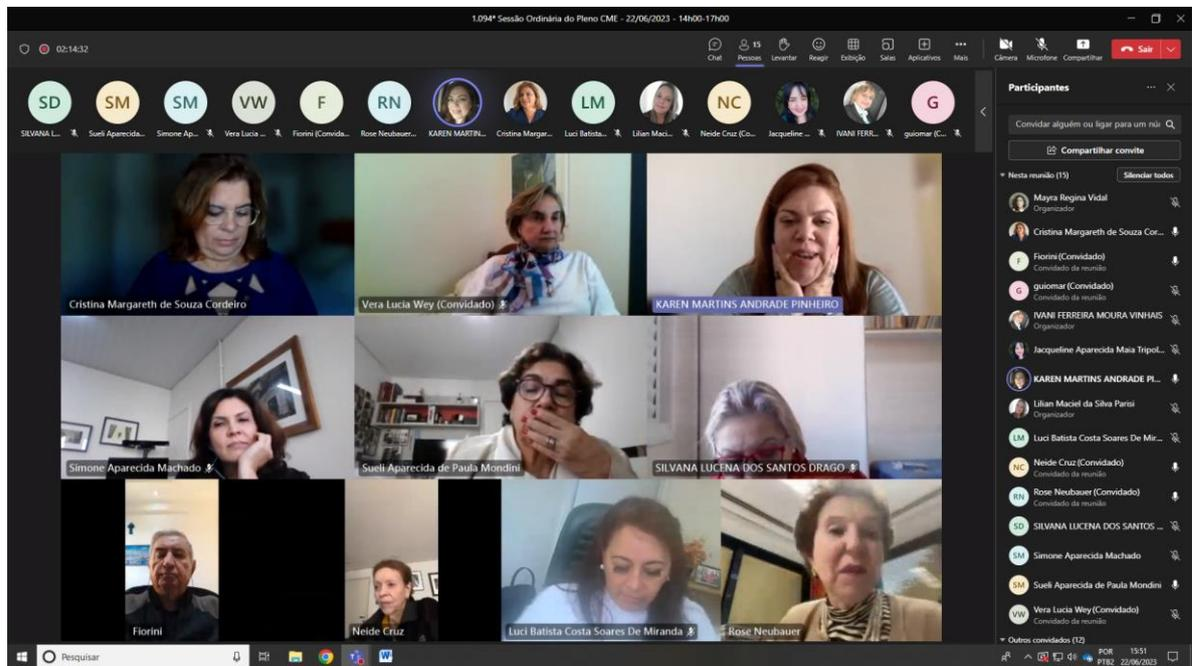 1.094ª Sessão Ordinária do Pleno CME - 22/06/2023 - 14h00-17h00
02:14:32
Chat
15
Pessoas
Levantar
Reagir
Exibição
Salas
Aplicativos
Mais
Câmera
Microfone
Compartilhar
Sair
SD
SM
SM
VW
F
RN
LM
NC
G
SILVANA L...
Sueli Aparecida...
Simone Ap...
Vera Lucia ...
Fiorini (Convida...
Rose Neubauer...
KAREN MARTIN...
Cristina Margar...
Luci Batista...
Lilian Maci...
Neide Cruz (Co...
Jacqueline ...
IVANI FERR...
guiomar (C...
Cristina Margareth de Souza Cordeiro
Vera Lucia Wey (Convidado)
KAREN MARTINS ANDRADE PINHEIRO
Simone Aparecida Machado
Sueli Aparecida de Paula Mondini
SILVANA LUCENA DOS SANTOS DRAGO
Fiorini
Neide Cruz
Luci Batista Costa Soares De Miranda
Rose Neubauer
Participantes
Convidar alguém ou ligar para um núi
Compartilhar convite
Nesta reunião (15)
Silenciar todos
Mayra Regina Vidal
Organizador
Cristina Margareth de Souza Cor...
F
Fiorini (Convidado)
Convidado da reunião
G
guiomar (Convidado)
Convidado da reunião
IVANI FERREIRA MOURA VINHAIS
Organizador
Jacqueline Aparecida Maia Tripol...
KAREN MARTINS ANDRADE PI...
Lilian Maciel da Silva Parisi
Organizador
LM
Luci Batista Costa Soares De Mir...
NC
Neide Cruz (Convidado)
Convidado da reunião
RN
Rose Neubauer (Convidado)
Convidado da reunião
SD
SILVANA LUCENA DOS SANTOS ...
SM
Simone Aparecida Machado
SM
Sueli Aparecida de Paula Mondini
VW
Vera Lucia Wey (Convidado)
Convidado da reunião
Outros convidados (12)
Pesquisar
POR
PTB2
15:51
22/06/2023